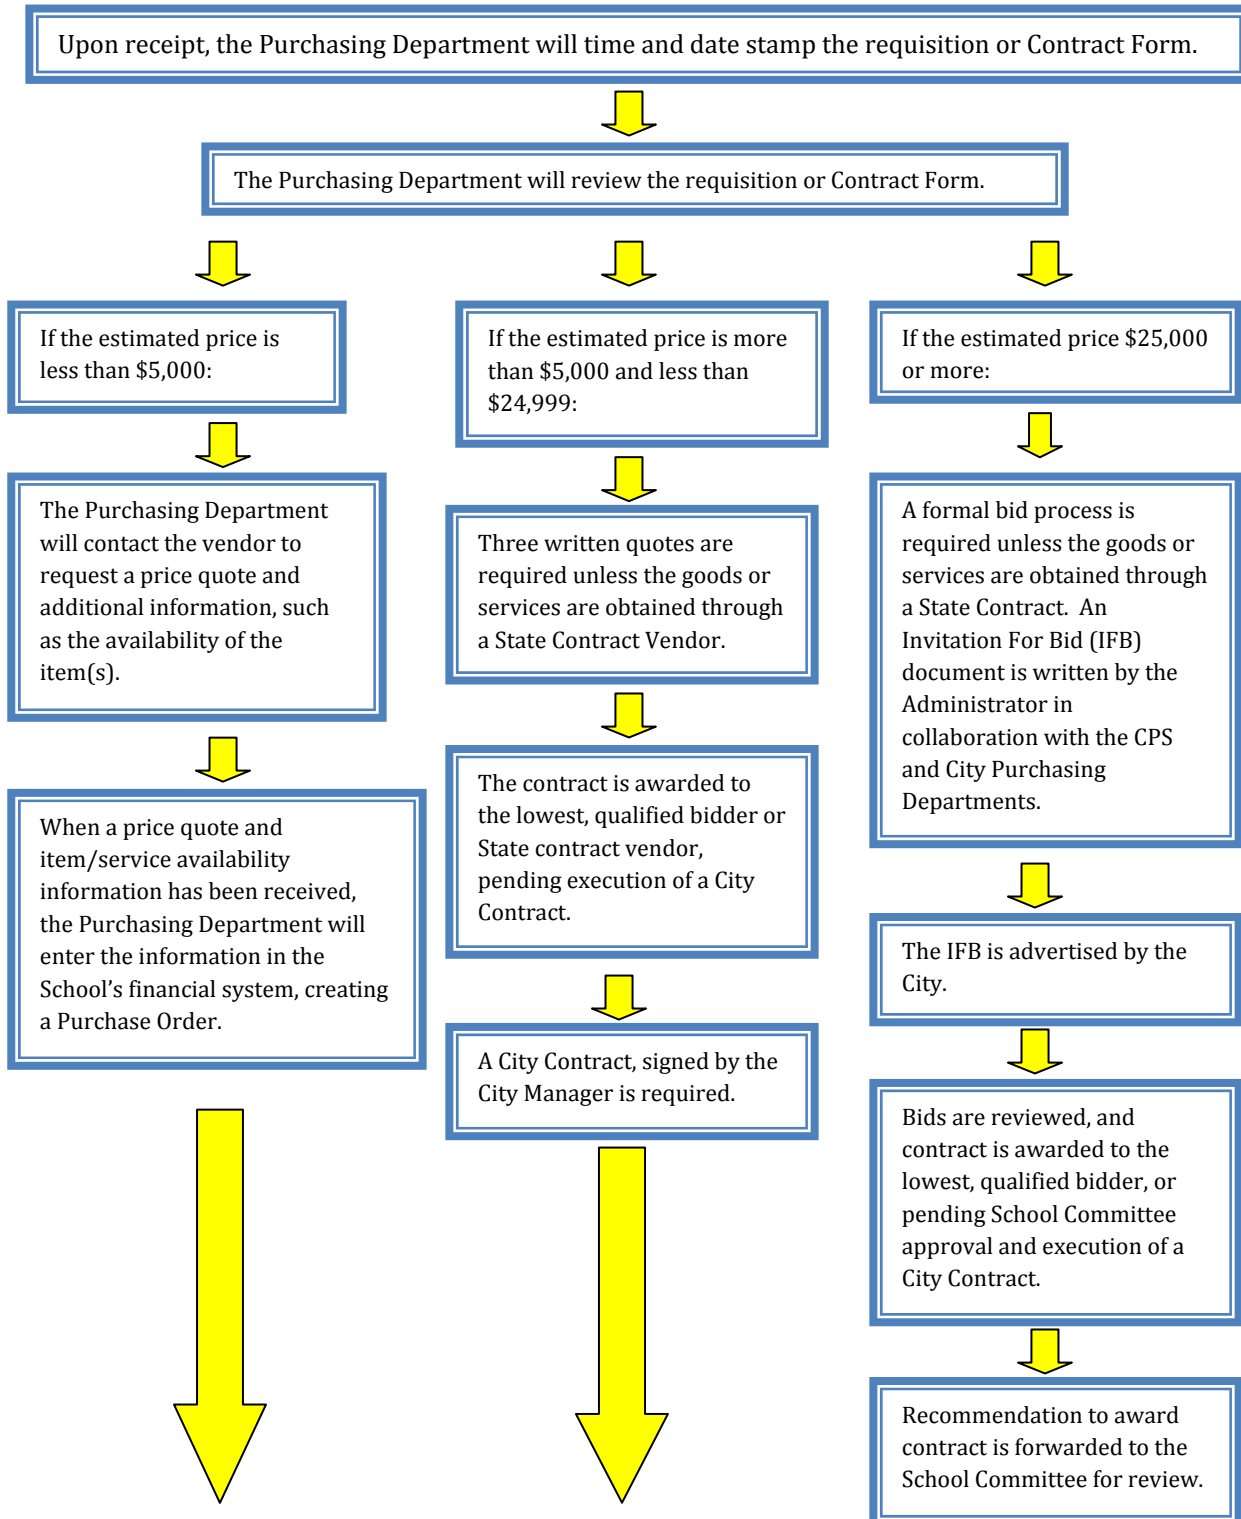 Upon receipt, the Purchasing Department will time and date stamp the requisition or Contract Form.
The Purchasing Department will review the requisition or Contract Form.
If the estimated price is
less than $5,000:
The Purchasing Department
will contact the vendor to
request a price quote and
additional information, such
as the availability of the
item(s).
When a price quote and
item/service availability
information has been received,
the Purchasing Department will
enter the information in the
School’s financial system, creating
a Purchase Order.
If the estimated price is more
than $5,000 and less than
$24,999:
Three written quotes are
required unless the goods or
services are obtained through
a State Contract Vendor.
The contract is awarded to
the lowest, qualified bidder or
State contract vendor,
pending execution of a City
Contract.
A City Contract, signed by the
City Manager is required.
If the estimated price $25,000
or more:
A formal bid process is
required unless the goods or
services are obtained through
a State Contract.  An
Invitation For Bid (IFB)
document is written by the
Administrator in
collaboration with the CPS
and City Purchasing
Departments.
The IFB is advertised by the
City.
Bids are reviewed, and
contract is awarded to the
lowest, qualified bidder, or
pending School Committee
approval and execution of a
City Contract.
Recommendation to award
contract is forwarded to the
School Committee for review.